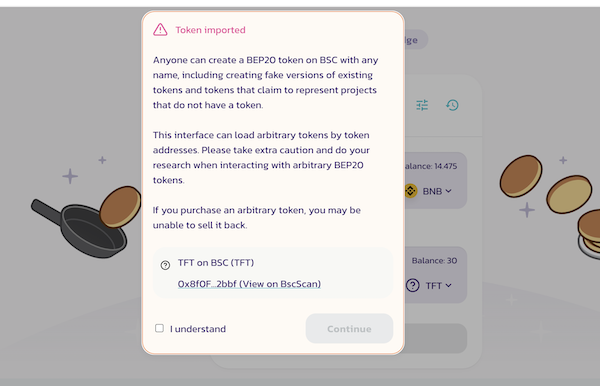 Token imported
Anyone can create a BEP20 token on BSC with any
name, including creating fake versions of existing
tokens and tokens that claim to represent projects
that do not have a token.
This interface can load arbitrary tokens by token
addresses. Please take extra caution and do your
research when interacting with arbitrary BEP20
tokens.
If you purchase an arbitrary token, you may be
unable to sell it back.
TFT on BSC (TFT)
0x8f0F...2bbf (View on BscScan)
I understand
Continue
dge
alance: 14.475
BNB
Balance: 30
TFT